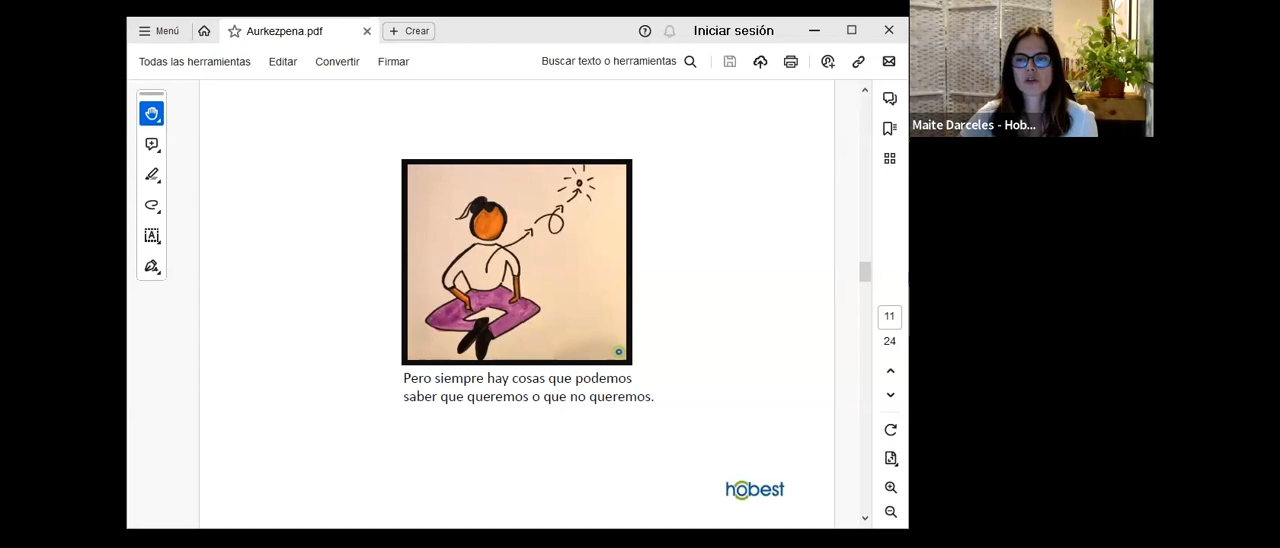 Menú
Aurkezpena.pdf
Crear
Iniciar sesión
Todas las herramientas
Editar
Convertir
Firmar
Buscar texto o herramientas
Maite Darceles - Hob...
Pero siempre hay cosas que podemos
saber que queremos o que no queremos.
11
24
hobest